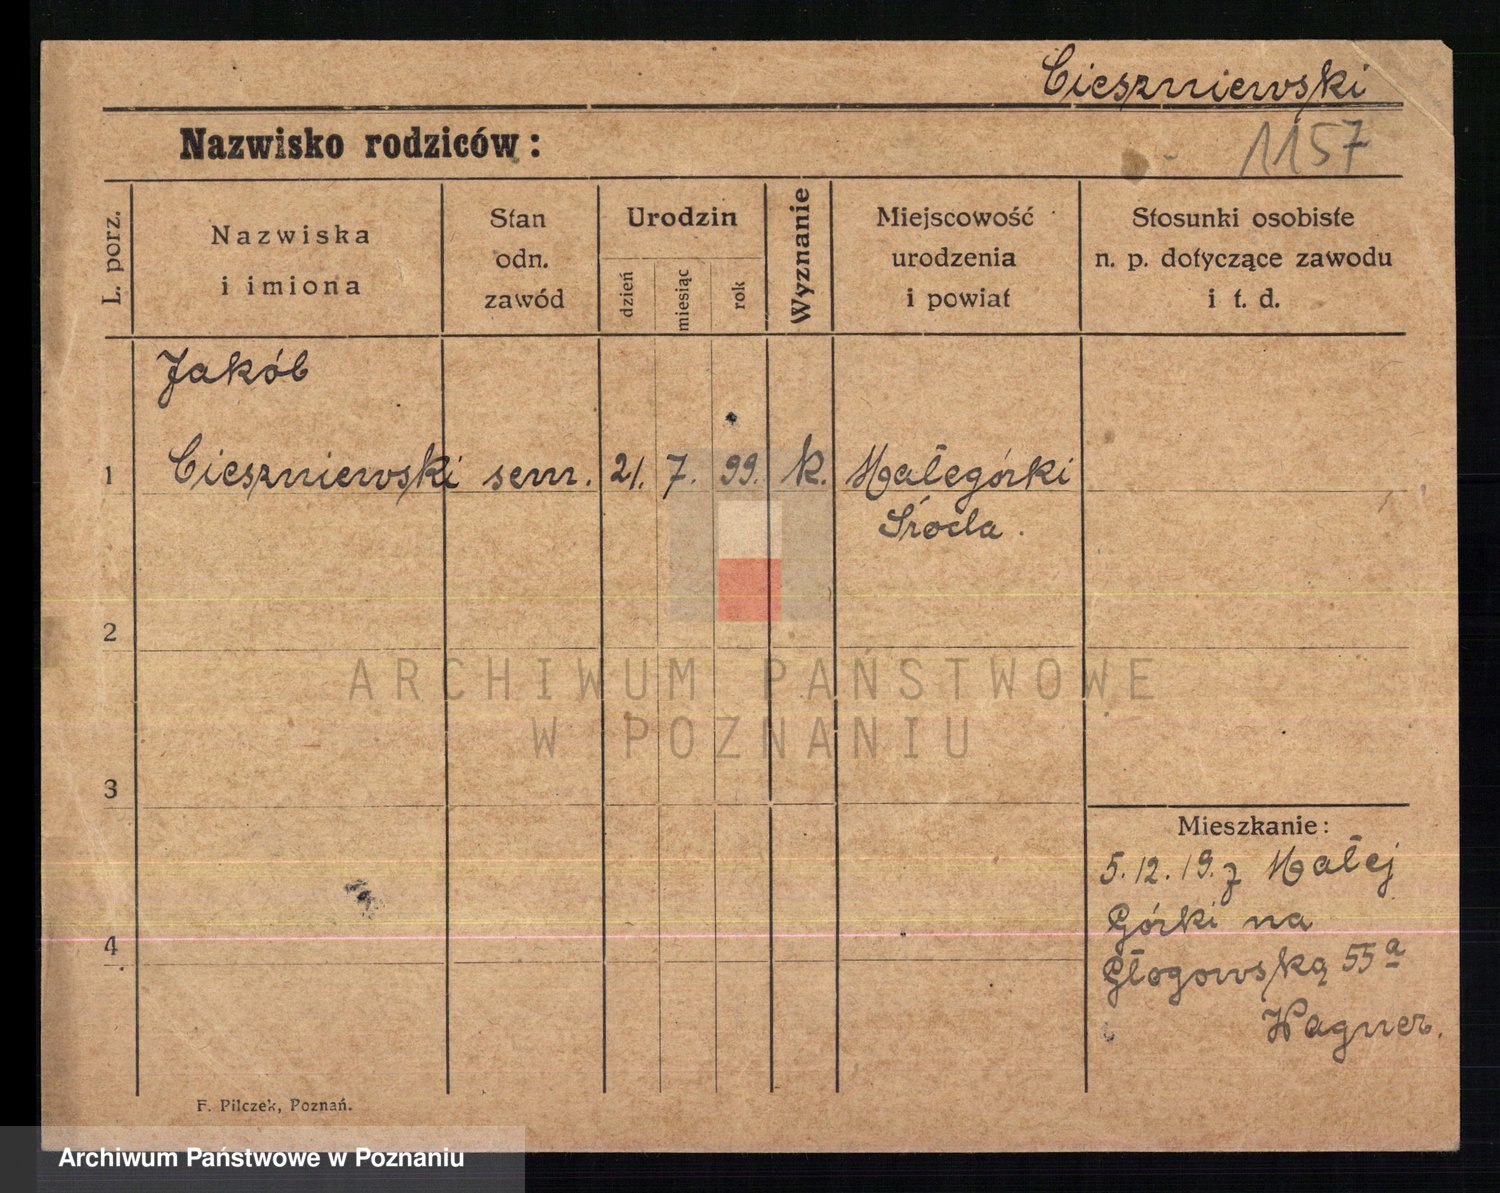 Cieszniewski
Nazwisko rodziców:
1157
L. porz.
Nazwiska
i imiona
Stan
odn.
zawód
Urodzin
dzień
miesiąc
rok
Wyznanie
Miejscowość
urodzenia
i powiat
Stosunki osobiste
n. p. dotyczące zawodu
i t. d.
Jakób
1 Cieszniewski sem. 21. 7. 99. k. Małegórki
Środa.
2
ARCHIWUM PAŃSTWOWE
W POZNANIU
3
Mieszkanie:
5.12.19. z Małej
Górki na
4
Głogowską 55a
Wagner.
F. Pilczek, Poznań.
Archiwum Państwowe w Poznaniu